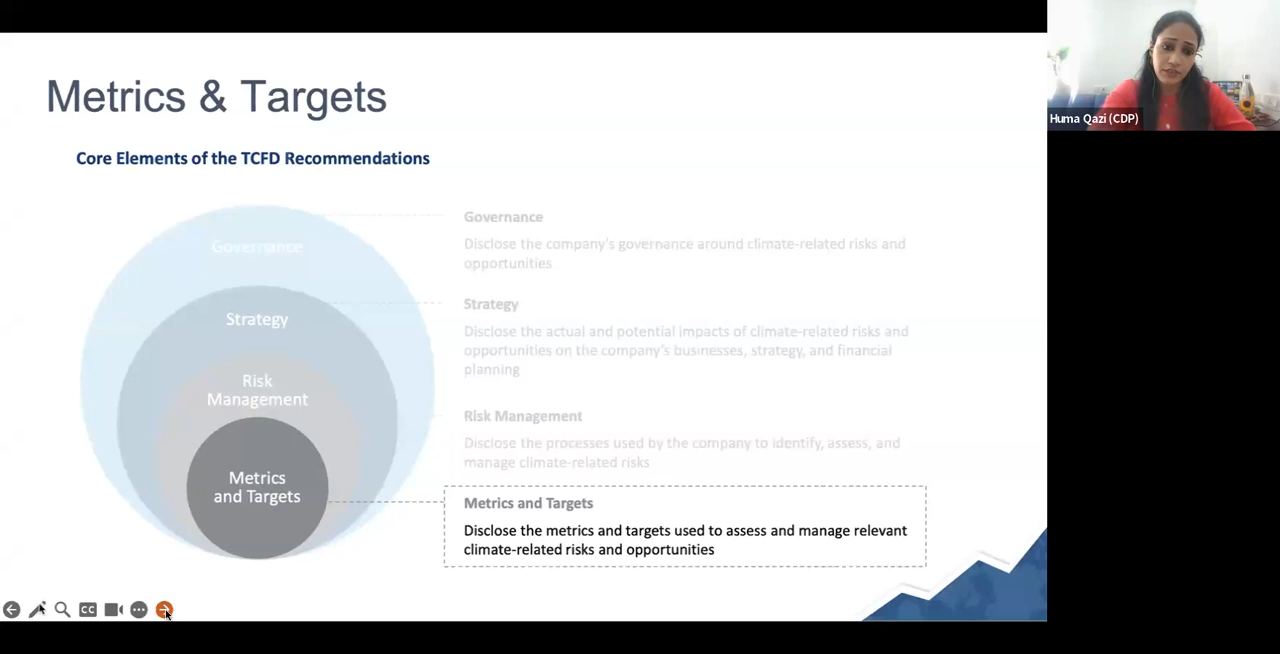 Metrics & Targets
Huma Qazi (CDP)
Core Elements of the TCFD Recommendations
Governance
Strategy
Risk
Management
Metrics
and Targets
Governance
Disclose the company's governance around climate-related risks and
opportunities
Strategy
Disclose the actual and potential impacts of climate-related risks and
opportunities on the company's businesses, strategy, and financial
planning
Risk Management
Disclose the processes used by the company to identify, assess, and
manage climate-related risks
Metrics and Targets
Disclose the metrics and targets used to assess and manage relevant
climate-related risks and opportunities
CC